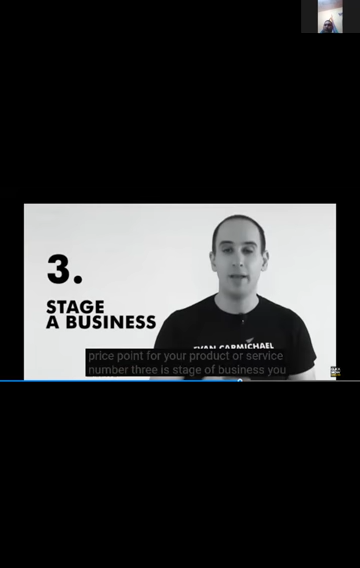 3.
STAGE
A BUSINESS
EVAN CARMICHAEL
price point for your product or service
number three is stage of business you